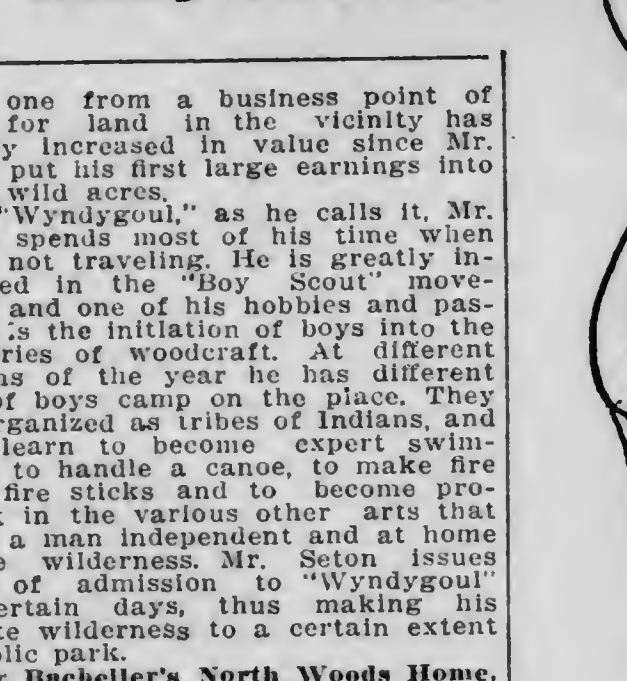 one from a business point of
for land in the vicinity has
y increased in value since Mr.
put his first large earnings into
wild acres.
"Wyndygoul," as he calls it, Mr.
spends most of his time when
not traveling. He is greatly in-
ed in the "Boy Scout" move-
and one of his hobbies and pas-
is the initiation of boys into the
ries of woodcraft. At different
ns of the year he has different
of boys camp on the place. They
rganized as tribes of Indians, and
learn to become expert swim-
to handle a canoe, to make fire
fire sticks and to become pro-
t in the various other arts that
a man independent and at home
e wilderness. Mr. Seton issues
of admission to "Wyndygoul"
ertain days, thus making his
te wilderness to a certain extent
blic park.
r Bacheller's North Woods Home.